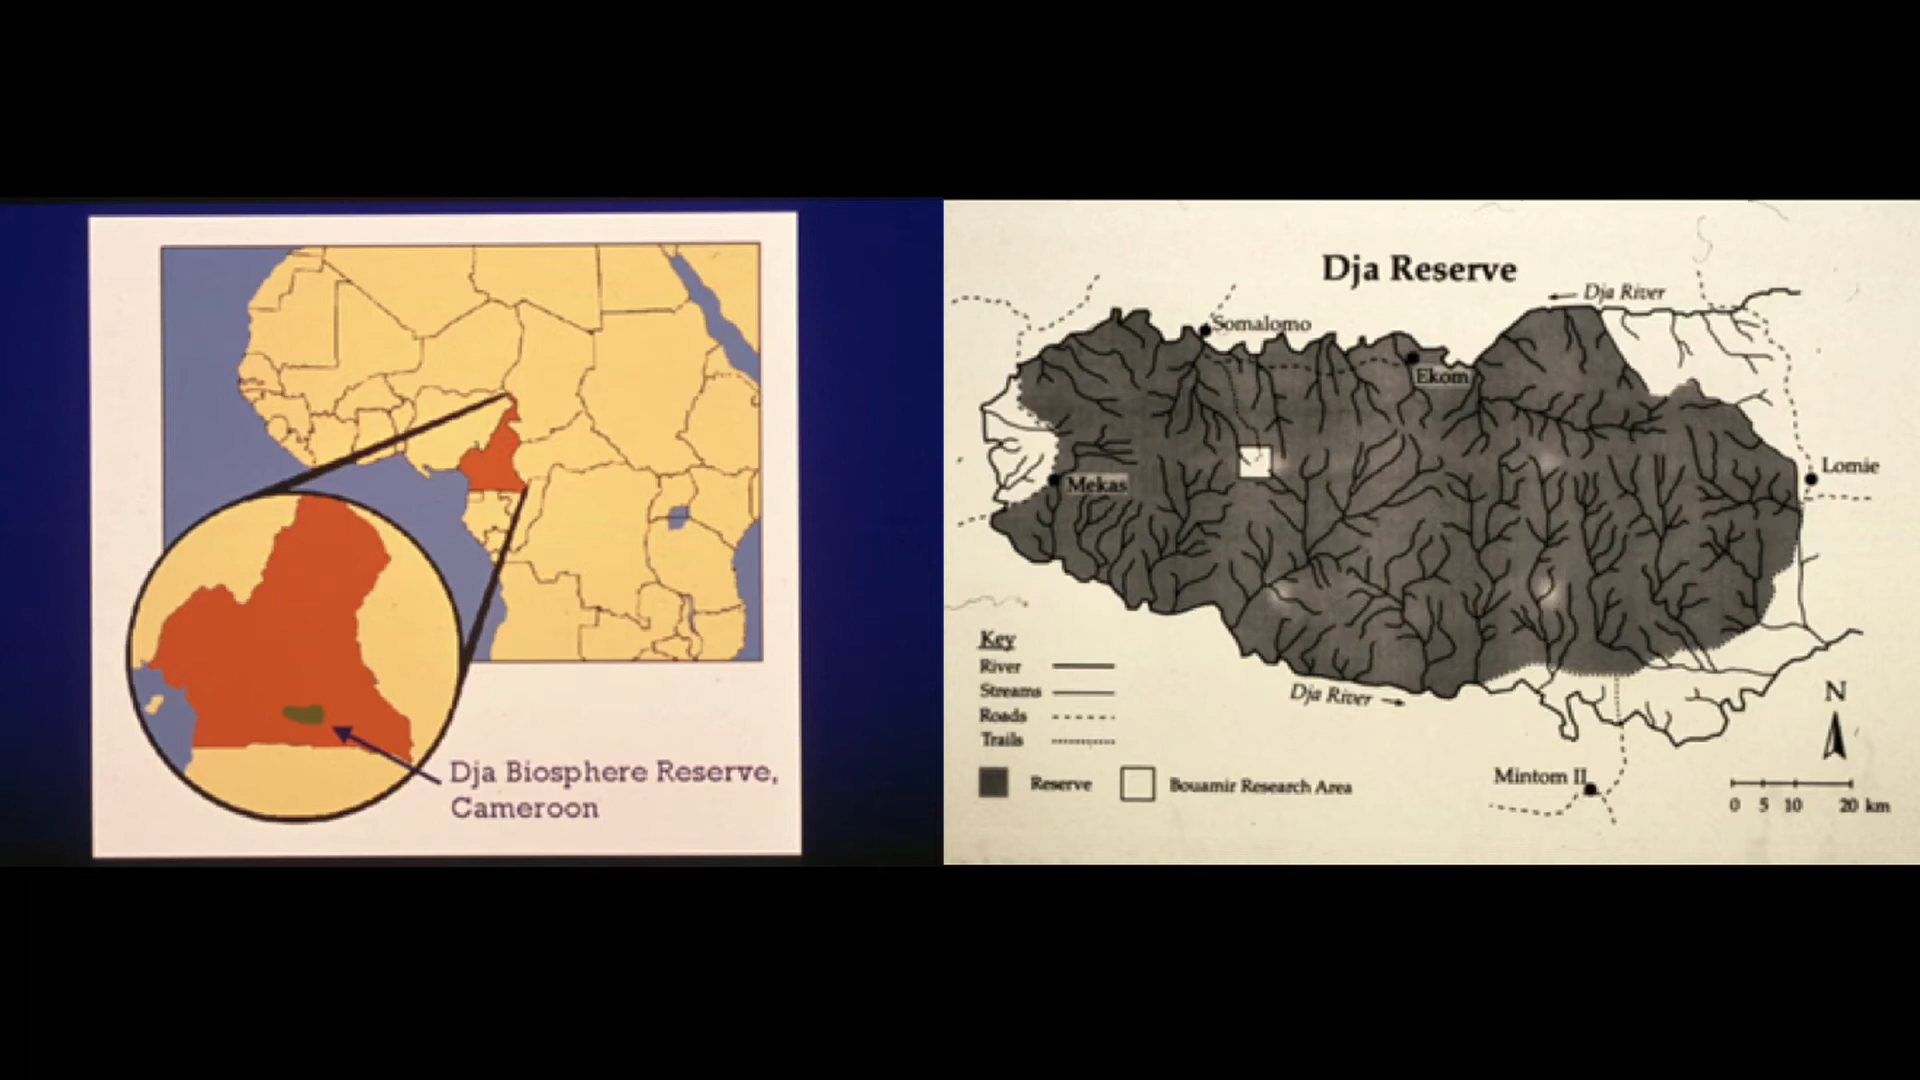 Dja Biosphere Reserve,
Cameroon
Dja Reserve
Dja River
Somalomo
Ekom
Mekas
Lomie
Key
River
Streams
Roads
Trails
Dja River
N
Mintom II
Reserve
Bouamir Research Area
0 5 10 20 km